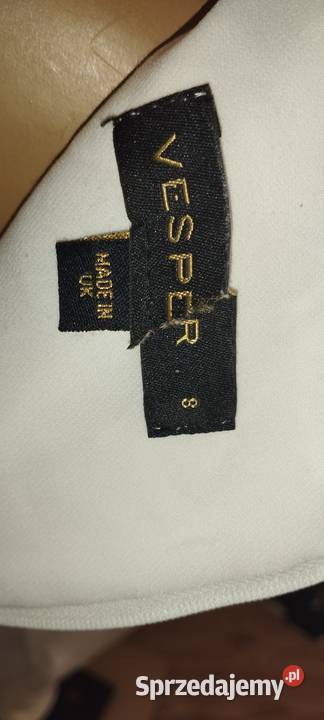 VESPER
8
MADE IN
UK
Sprzedajemy.pl